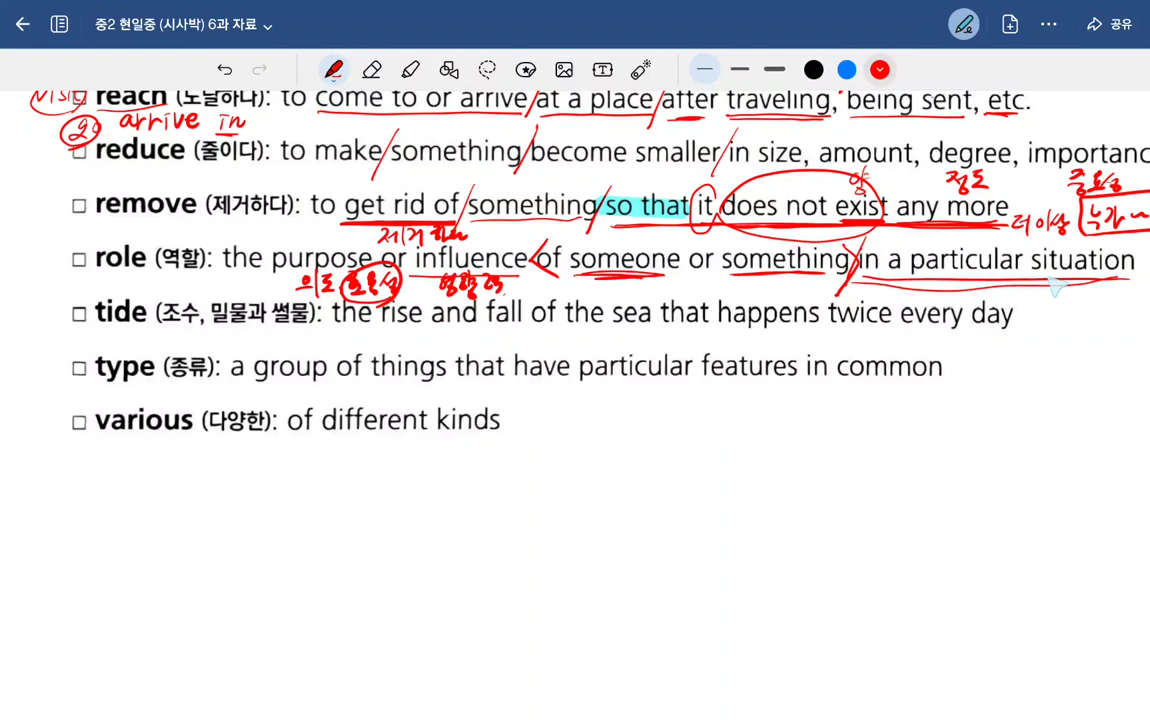 중2 현일중 (시사박) 6과 자료
공유
visit
□ reach (도달하다): to come to or arrive/at a place/after traveling, being sent, etc.
arrive in
□ reduce (줄이다): to make/something/become smaller/in size, amount, degree, importanc
양 정도 중요성
□ remove (제거하다): to get rid of/something/so that it does not exist any more
제거하다 더 이상
□ role (역할): the purpose or influence<of someone or something>in a particular situation
의도 영향력
□ tide (조수, 밀물과 썰물): the rise and fall of the sea that happens twice every day
□ type (종류): a group of things that have particular features in common
□ various (다양한): of different kinds